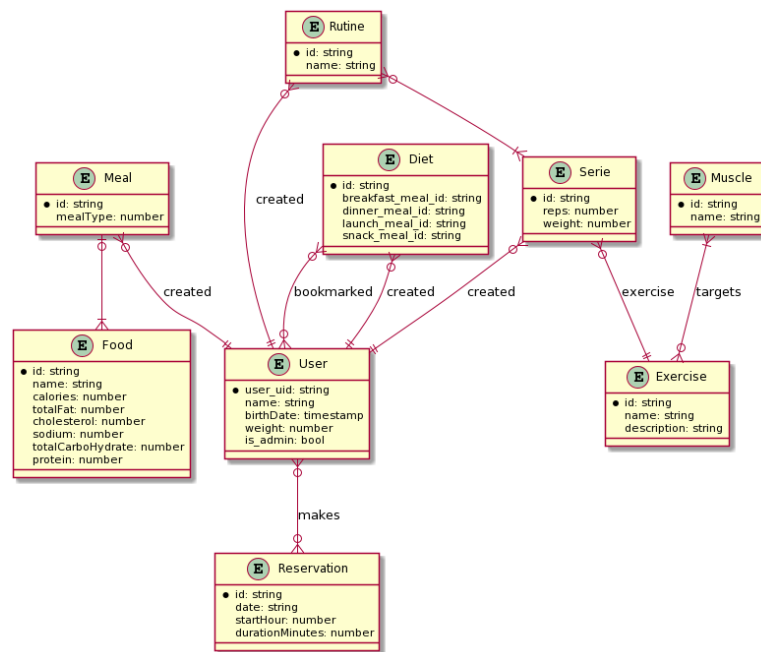 E Rutine
id: string
name: string
E Meal
id: string
mealType: number
E Diet
id: string
breakfast_meal_id: string
dinner_meal_id: string
launch_meal_id: string
snack_meal_id: string
E Serie
id: string
reps: number
weight: number
E Muscle
id: string
name: string
created
created
bookmarked
created
created
exercise
targets
E Food
id: string
name: string
calories: number
totalFat: number
cholesterol: number
sodium: number
totalCarboHydrate: number
protein: number
E User
user_uid: string
name: string
birthDate: timestamp
weight: number
is_admin: bool
E Exercise
id: string
name: string
description: string
makes
E Reservation
id: string
date: string
startHour: number
durationMinutes: number